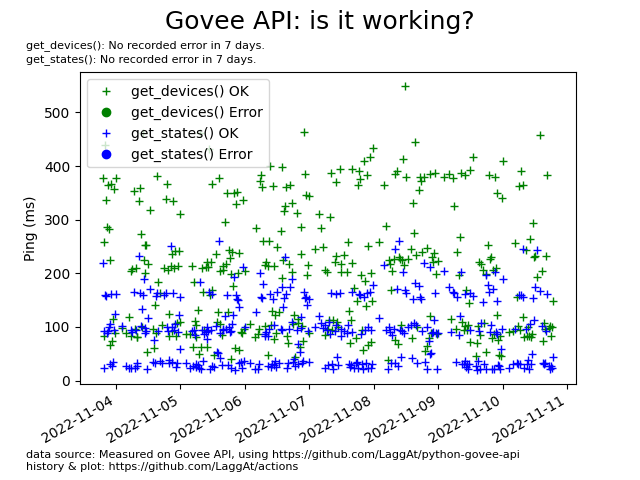 Govee API: is it working?
get_devices(): No recorded error in 7 days.
get_states(): No recorded error in 7 days.
get_devices() OK
get_devices() Error
get_states() OK
get_states() Error
Ping (ms)
500
400
300
200
100
0
2022-11-04
2022-11-05
2022-11-06
2022-11-07
2022-11-08
2022-11-09
2022-11-10
2022-11-11
data source: Measured on Govee API, using https://github.com/LaggAt/python-govee-api
history & plot: https://github.com/LaggAt/actions